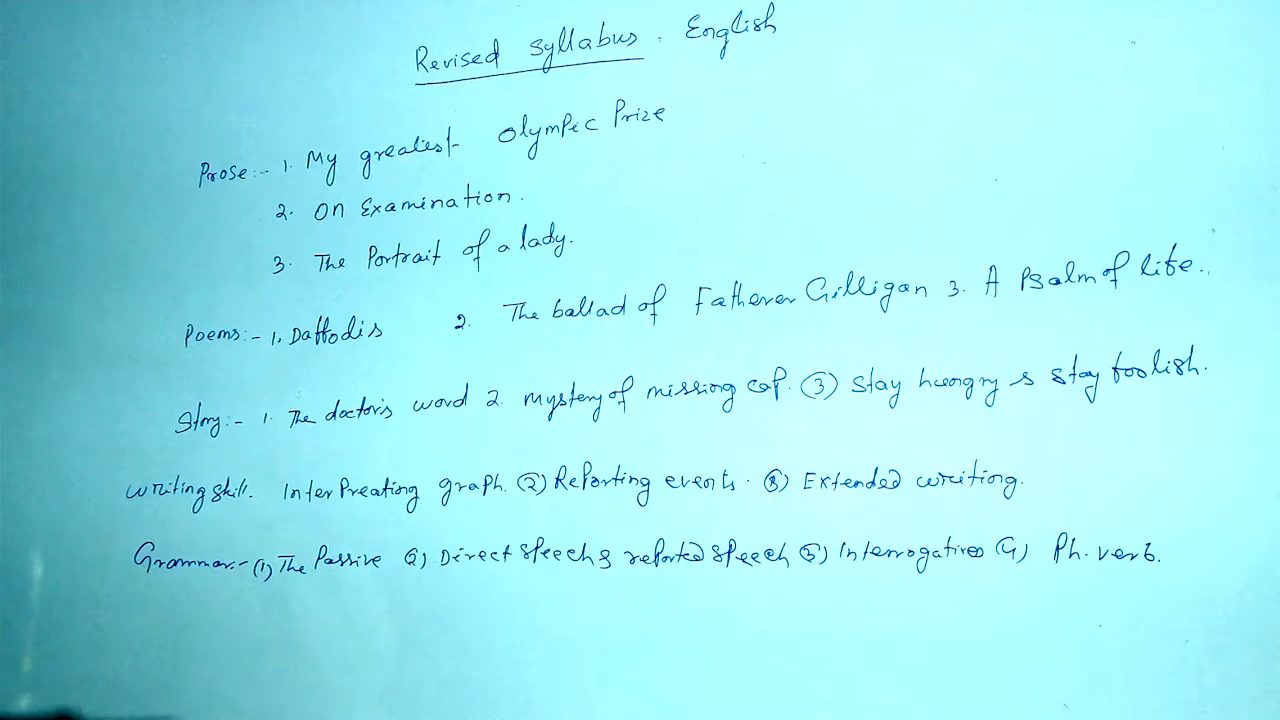 Revised Syllabus. English
Prose:- 1. My greatest Olympic Prize
2. On Examination.
3. The Portrait of a lady.
Poems:- 1. Daffodis 2. The ballad of Fatherer Gilligan 3. A Psalm of life.
Story:- 1. The doctor's word 2. Mystery of missing cap. (3) Stay hungry & stay foolish.
Writing skill. Interpreating graph. (2) Reporting events. (3) Extended writing.
Grammar:- (1) The Passive 2) Direct speech & reported speech (3) Interrogatives (4) Ph. verb.